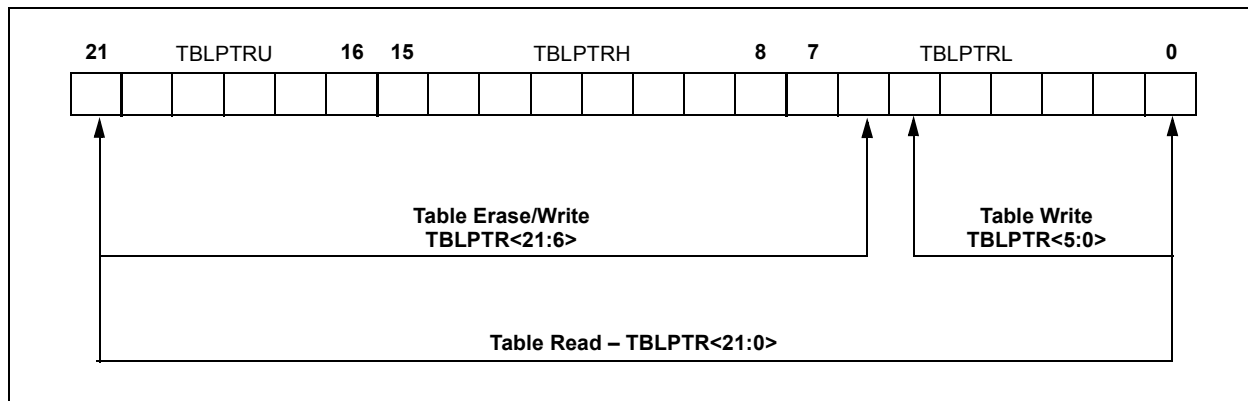 21 TBLPTRU 16 15 TBLPTRH 8 7 TBLPTRL 0
Table Erase/Write
TBLPTR<21:6>
Table Write
TBLPTR<5:0>
Table Read – TBLPTR<21:0>